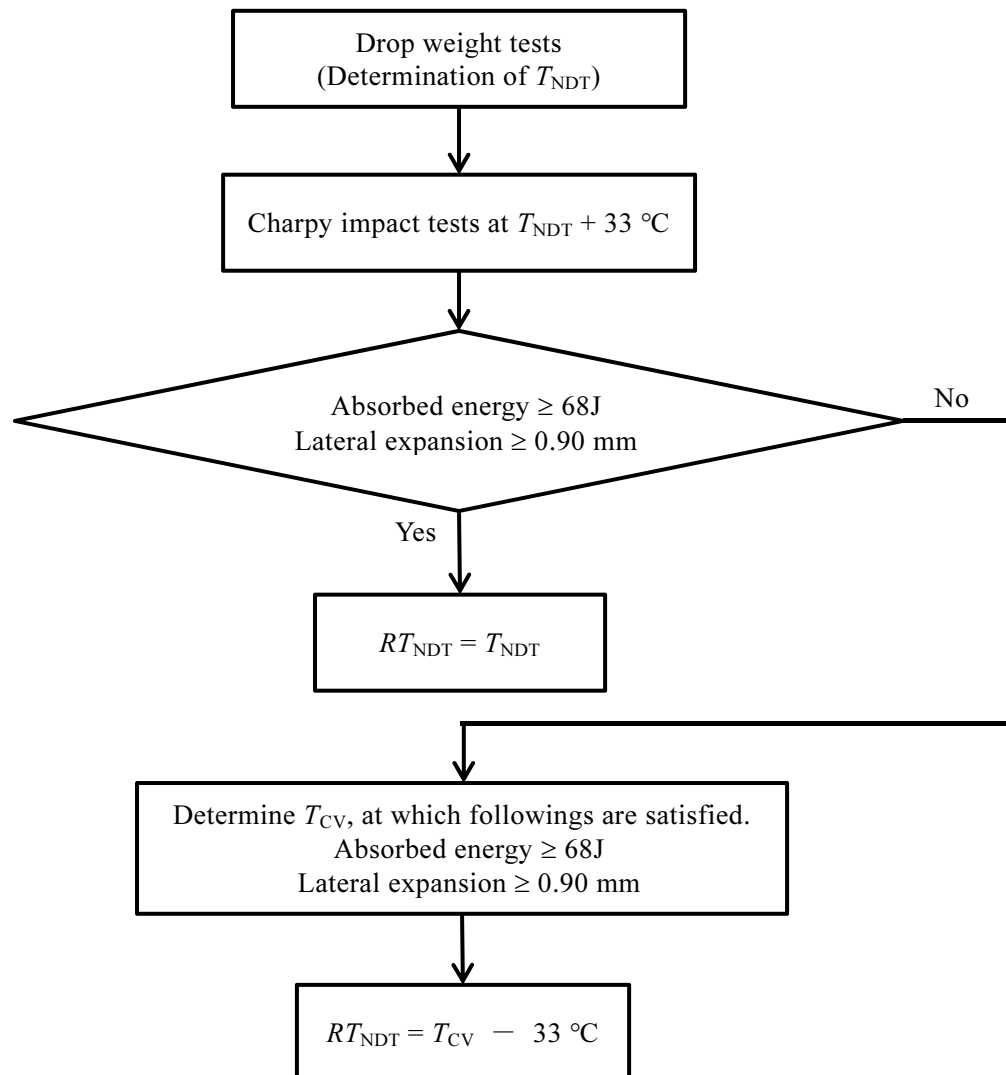 Drop weight tests
(Determination of TNDT)
Charpy impact tests at TNDT + 33 °C
Absorbed energy ≥ 68J
Lateral expansion ≥ 0.90 mm
No
Yes
RTNDT = TNDT
Determine TCV, at which followings are satisfied.
Absorbed energy ≥ 68J
Lateral expansion ≥ 0.90 mm
RTNDT = TCV － 33 °C